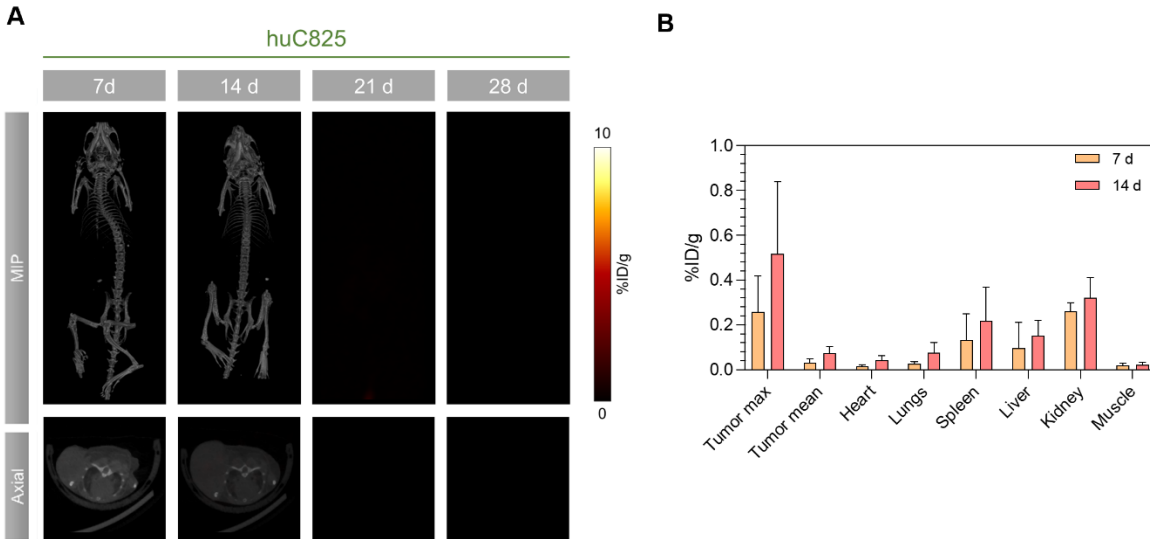 A
huC825
7d
14 d
21 d
28 d
MIP
Axial
10
%ID/g
0
B
1.0
0.8
0.6
0.4
0.2
0.0
%ID/g
7 d
14 d
Tumor max
Tumor mean
Heart
Lungs
Spleen
Liver
Kidney
Muscle